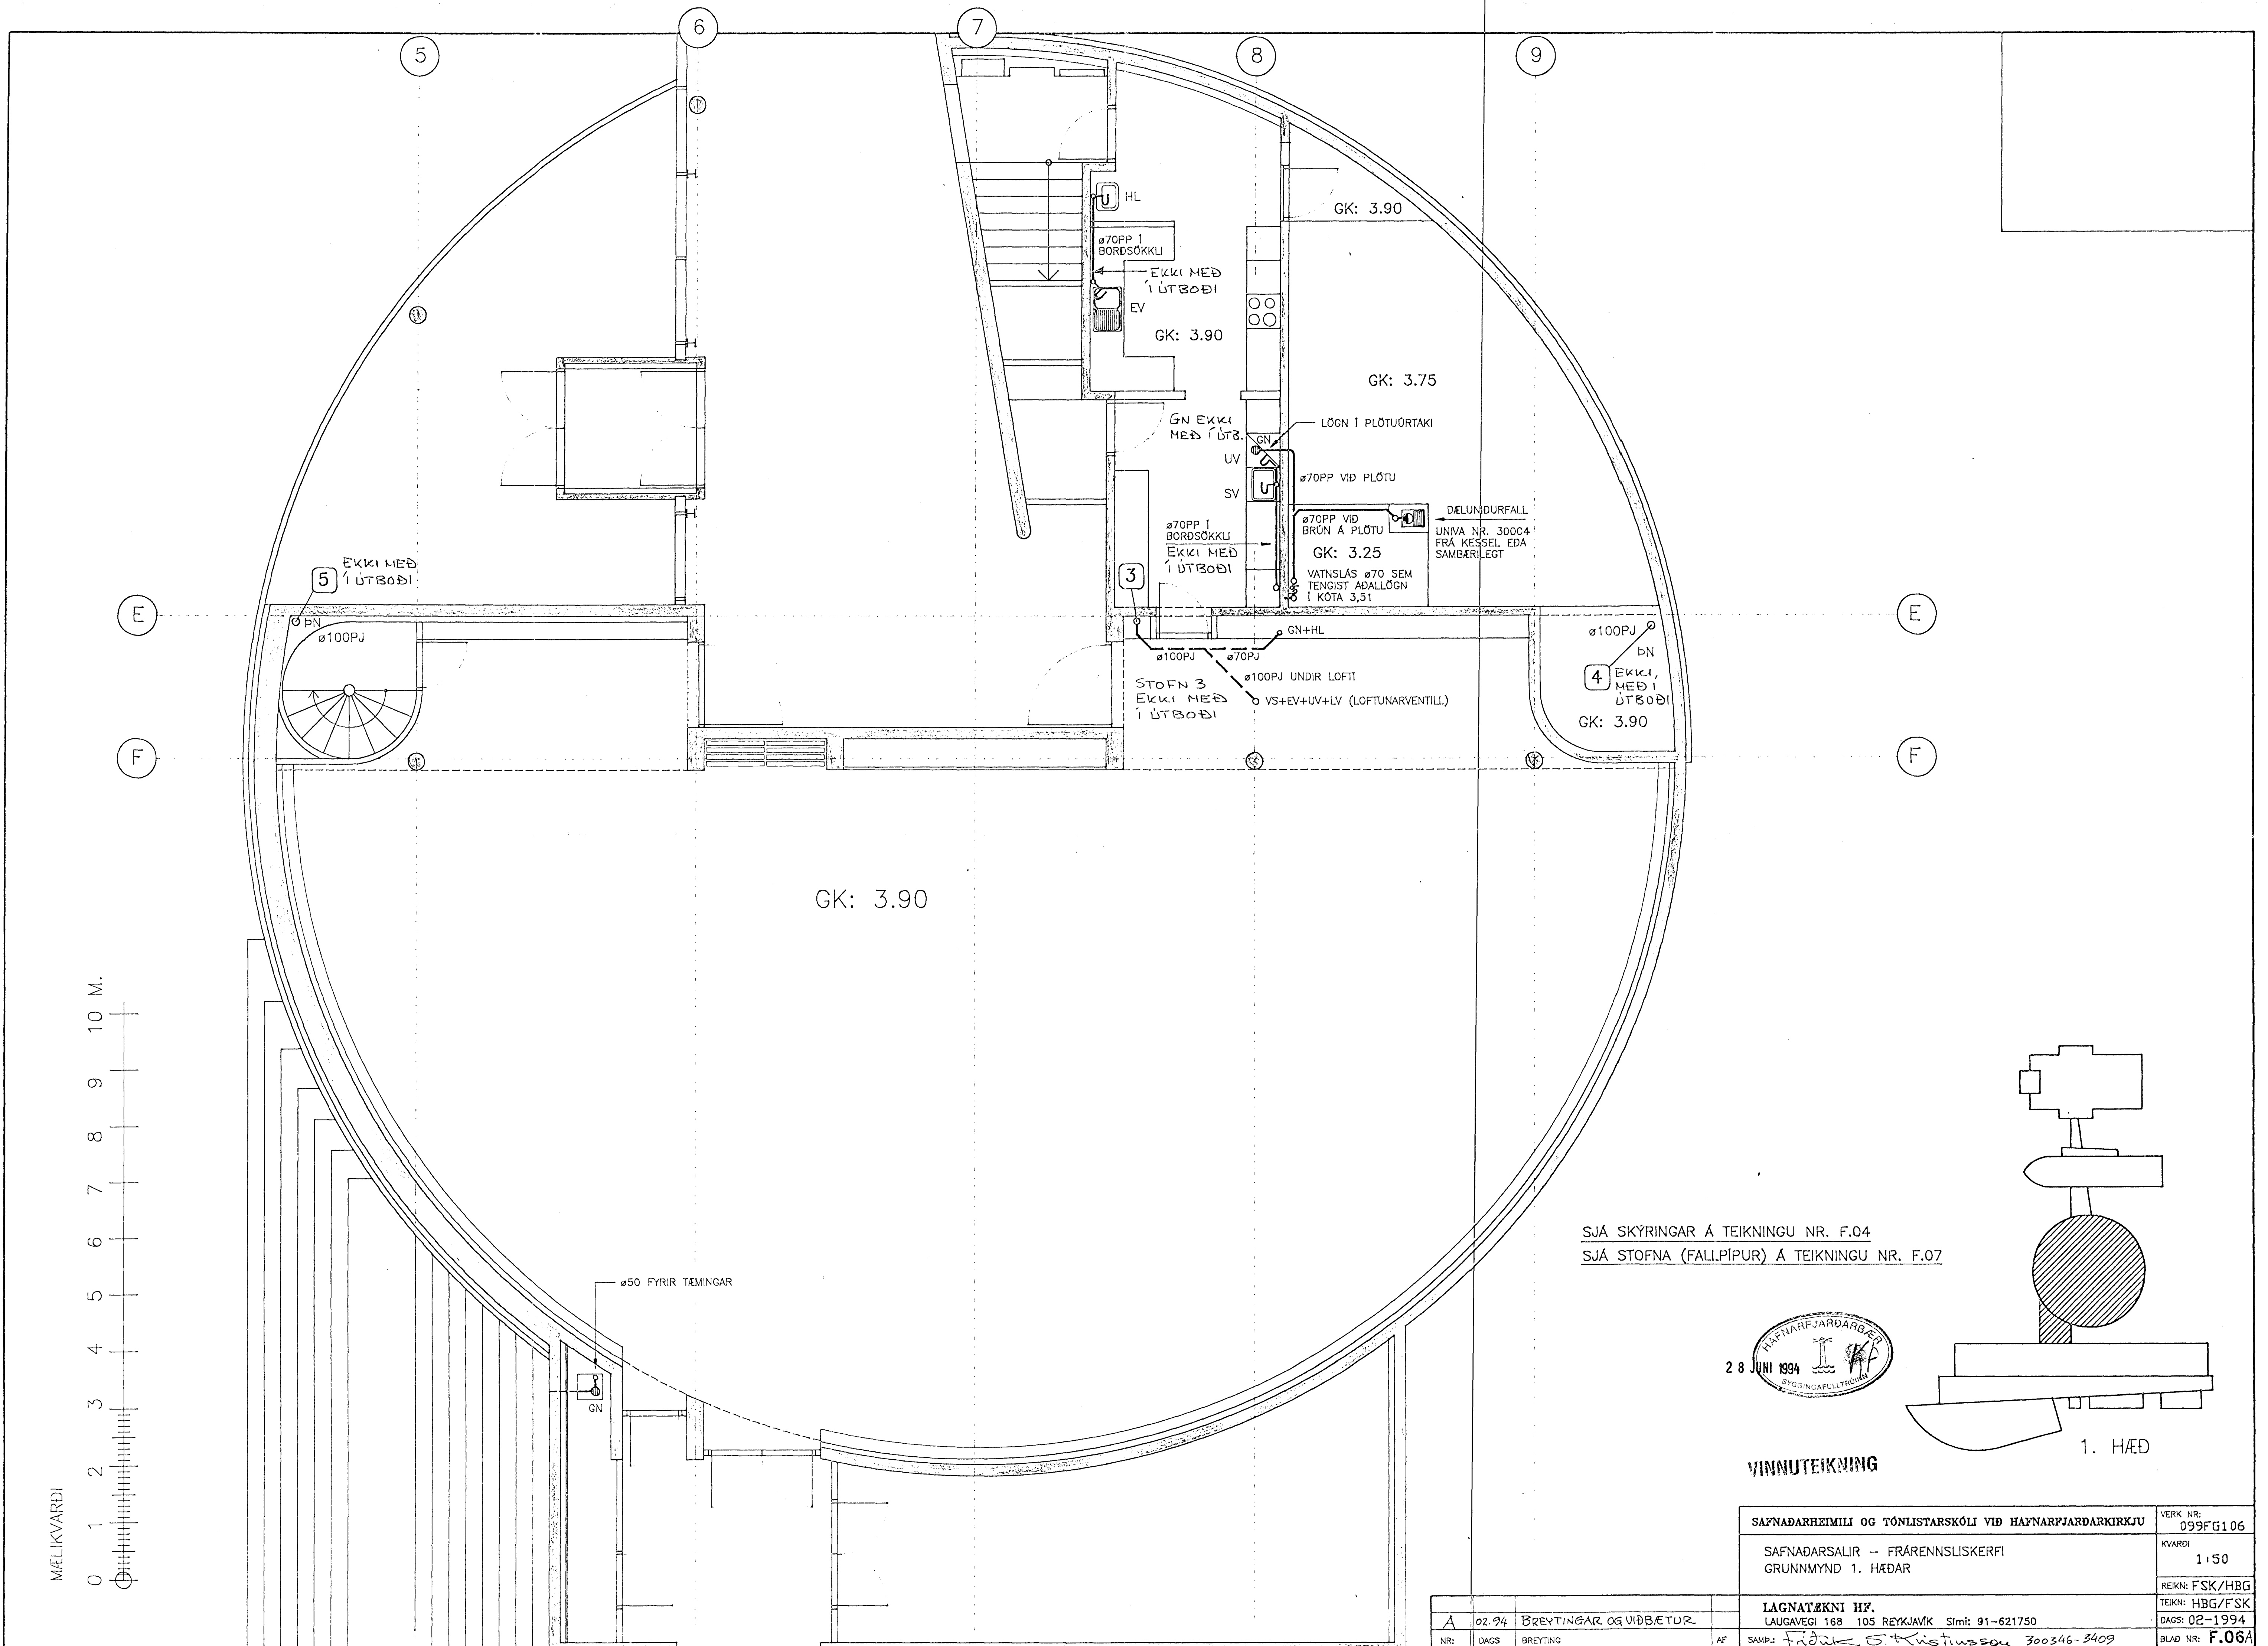 5
6
7
8
9
HL
ø70PP Í
BORÐSÖKKLI
EKKI MEÐ
Í ÚTBOÐI
EV
GK: 3.90
GK: 3.90
GK: 3.75
GN EKKI
MEÐ Í ÚTB.
GN
LÖGN Í PLÖTUÚRTAKI
UV
SV
ø70PP VIÐ PLÖTU
ø70PP Í
BORÐSÖKKLI
EKKI MEÐ
Í ÚTBOÐI
ø70PP VIÐ
BRÚN Á PLÖTU
GK: 3.25
VATNSLÁS ø70 SEM
TENGIST AÐALLÖGN
Í KÓTA 3,51
DÆLUNIÐURFALL
UNIVA NR. 30004
FRÁ KESSEL EÐA
SAMBÆRILEGT
EKKI MEÐ
Í ÚTBOÐI
5
3
E
ÞN
ø100PJ
GN+HL
ø100PJ
ø70PJ
ø100PJ UNDIR LOFTI
STOFN 3
EKKI MEÐ
Í ÚTBOÐI
VS+EV+UV+LV (LOFTUNARVENTILL)
ø100PJ
ÞN
4
EKKI
MEÐ Í
ÚTBOÐI
GK: 3.90
E
F
F
GK: 3.90
MÆLIKVARÐI
0 1 2 3 4 5 6 7 8 9 10 M.
ø50 FYRIR TÆMINGAR
GN
SJÁ SKÝRINGAR Á TEIKNINGU NR. F.04
SJÁ STOFNA (FALLPÍPUR) Á TEIKNINGU NR. F.07
HAFNARFJARÐARBÆR
28 JUNI 1994
BYGGINGAFULLTRÚINN
1. HÆÐ
VINNUTEIKNING
SAFNAÐARHEIMILI OG TÓNLISTARSKÓLI VIÐ HAFNARFJARÐARKIRKJU
VERK NR:
099FG106
SAFNAÐARSALIR – FRÁRENNSLISKERFI
GRUNNMYND 1. HÆÐAR
KVARÐI
1:50
REIKN: FSK/HBG
LAGNATÆKNI HF.
LAUGAVEGI 168 105 REYKJAVÍK Sími: 91-621750
TEIKN: HBG/FSK
DAGS: 02-1994
A 02.94 BREYTINGAR OG VIÐBÆTUR
NR: DAGS BREYTING AF
SAMÞ.: Friðrik S. Kristinsson 300346-3409
BLAÐ NR: F.06A